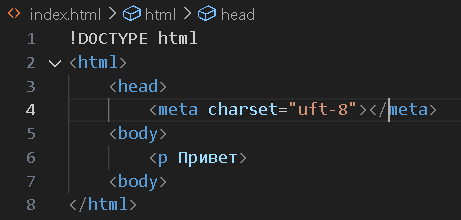 index.html > html > head
1 !DOCTYPE html
2 <html>
3 <head>
4 <meta charset="uft-8"></meta>
5 <body>
6 <p Привет>
7 <body>
8 </html>